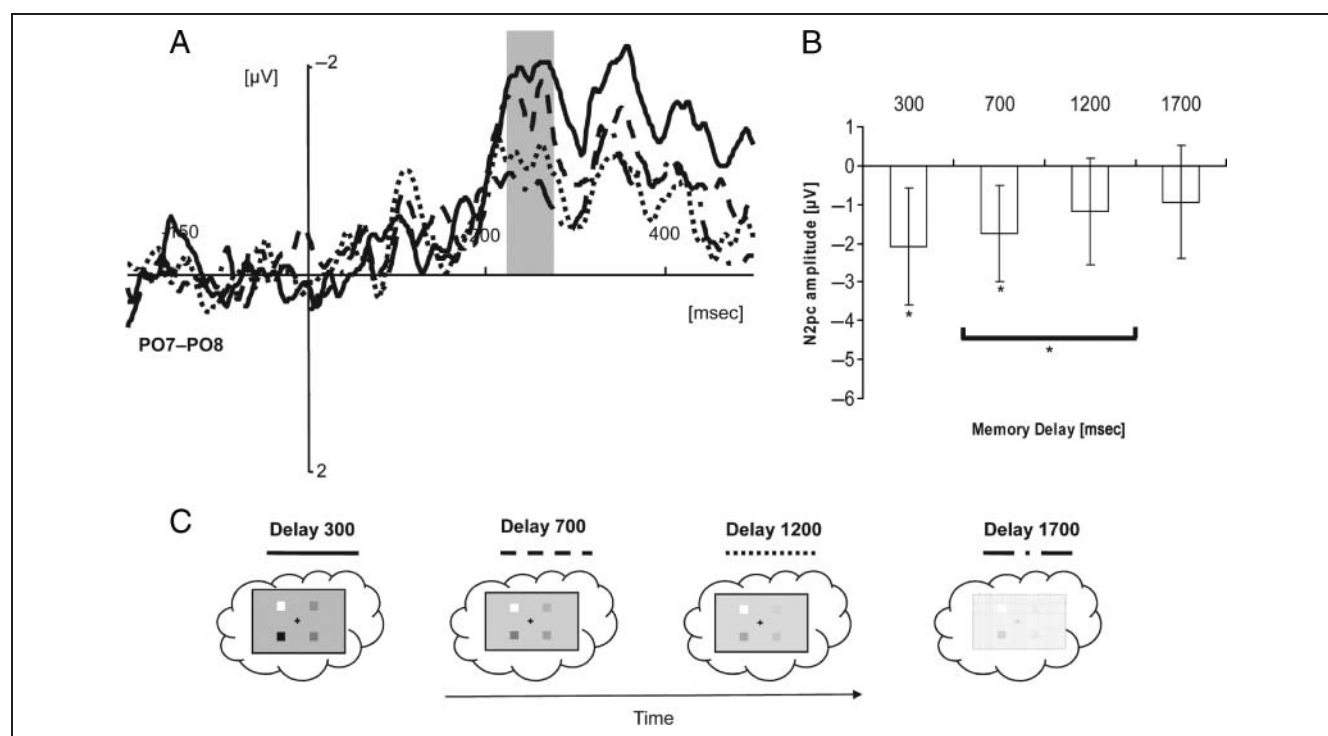 A
[µV]
–2
-150
200
400
[msec]
PO7–PO8
2
B
300 700 1200 1700
1
0
–1
–2
–3
–4
–5
–6
N2pc amplitude [µV]
*
*
*
Memory Delay [msec]
C
Delay 300
Delay 700
Delay 1200
Delay 1700
+
+
+
+
Time